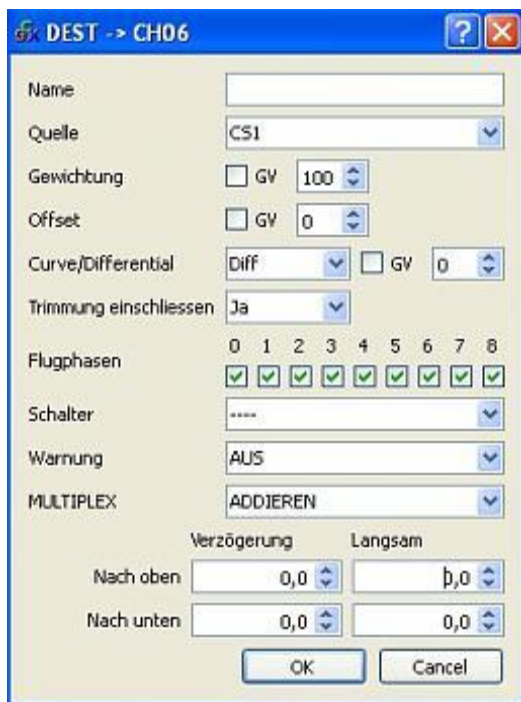 DEST -> CH06
Name
Quelle CS1
Gewichtung GV 100
Offset GV 0
Curve/Differential Diff GV 0
Trimmung einschliessen Ja
0 1 2 3 4 5 6 7 8
Flugphasen
Schalter ----
Warnung AUS
MULTIPLEX ADDIEREN
Verzögerung Langsam
Nach oben 0,0 0,0
Nach unten 0,0 0,0
OK Cancel